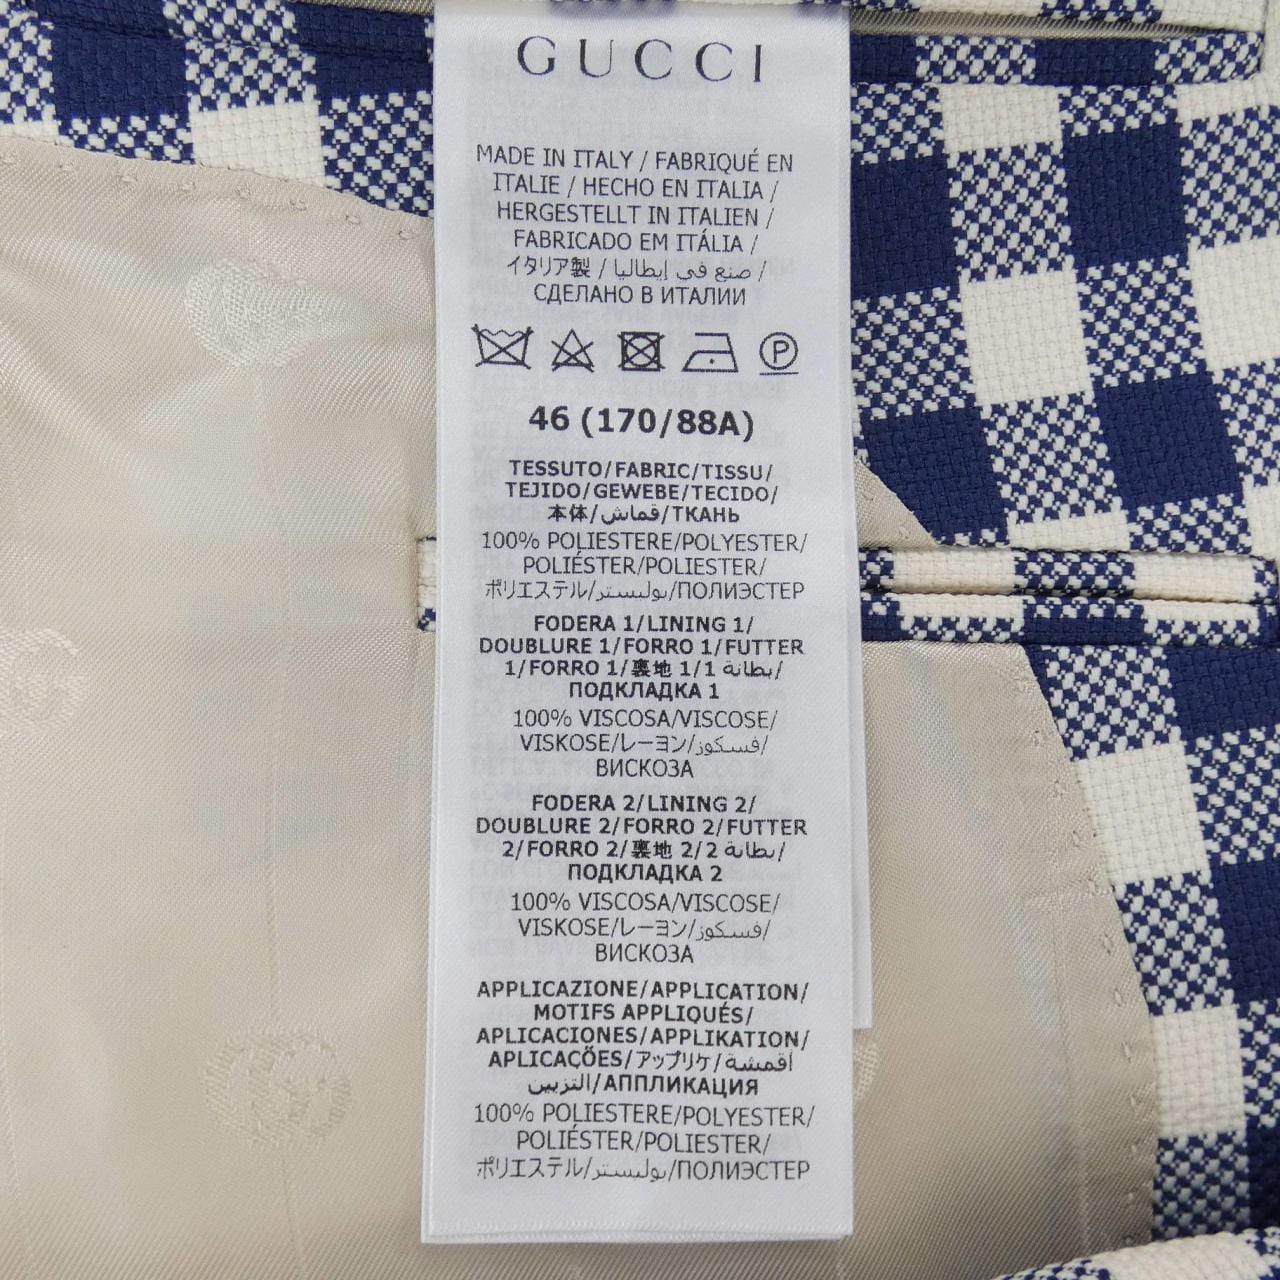 GUCCI
MADE IN ITALY / FABRIQUÉ EN
ITALIE / HECHO EN ITALIA /
HERGESTELLT IN ITALIEN /
FABRICADO EM ITÁLIA /
イタリア製 / صنع في إيطاليا /
СДЕЛАНО В ИТАЛИИ
P
46 (170/88A)
TESSUTO/FABRIC/TISSU/
TEJIDO/GEWEBE/TECIDO/
本体/قماش/ТКАНЬ
100% POLIESTERE/POLYESTER/
POLIÉSTER/POLIESTER/
ポリエステル/بوليستر/ПОЛИЭСТЕР
FODERA 1/LINING 1/
DOUBLURE 1/FORRO 1/FUTTER
1/FORRO 1/裏地 1/1 بطانة/
ПОДКЛАДКА 1
100% VISCOSA/VISCOSE/
VISKOSE/レーヨン/فسكوز/
ВИСКОЗА
FODERA 2/LINING 2/
DOUBLURE 2/FORRO 2/FUTTER
2/FORRO 2/裏地 2/2 بطانة/
ПОДКЛАДКА 2
100% VISCOSA/VISCOSE/
VISKOSE/レーヨン/فسكوز/
ВИСКОЗА
APPLICAZIONE/APPLICATION/
MOTIFS APPLIQUÉS/
APLICACIONES/APPLIKATION/
APLICAÇÕES/アップリケ/أقمشة
التزيين/АППЛИКАЦИЯ
100% POLIESTERE/POLYESTER/
POLIÉSTER/POLIESTER/
ポリエステル/بوليستر/ПОЛИЭСТЕР